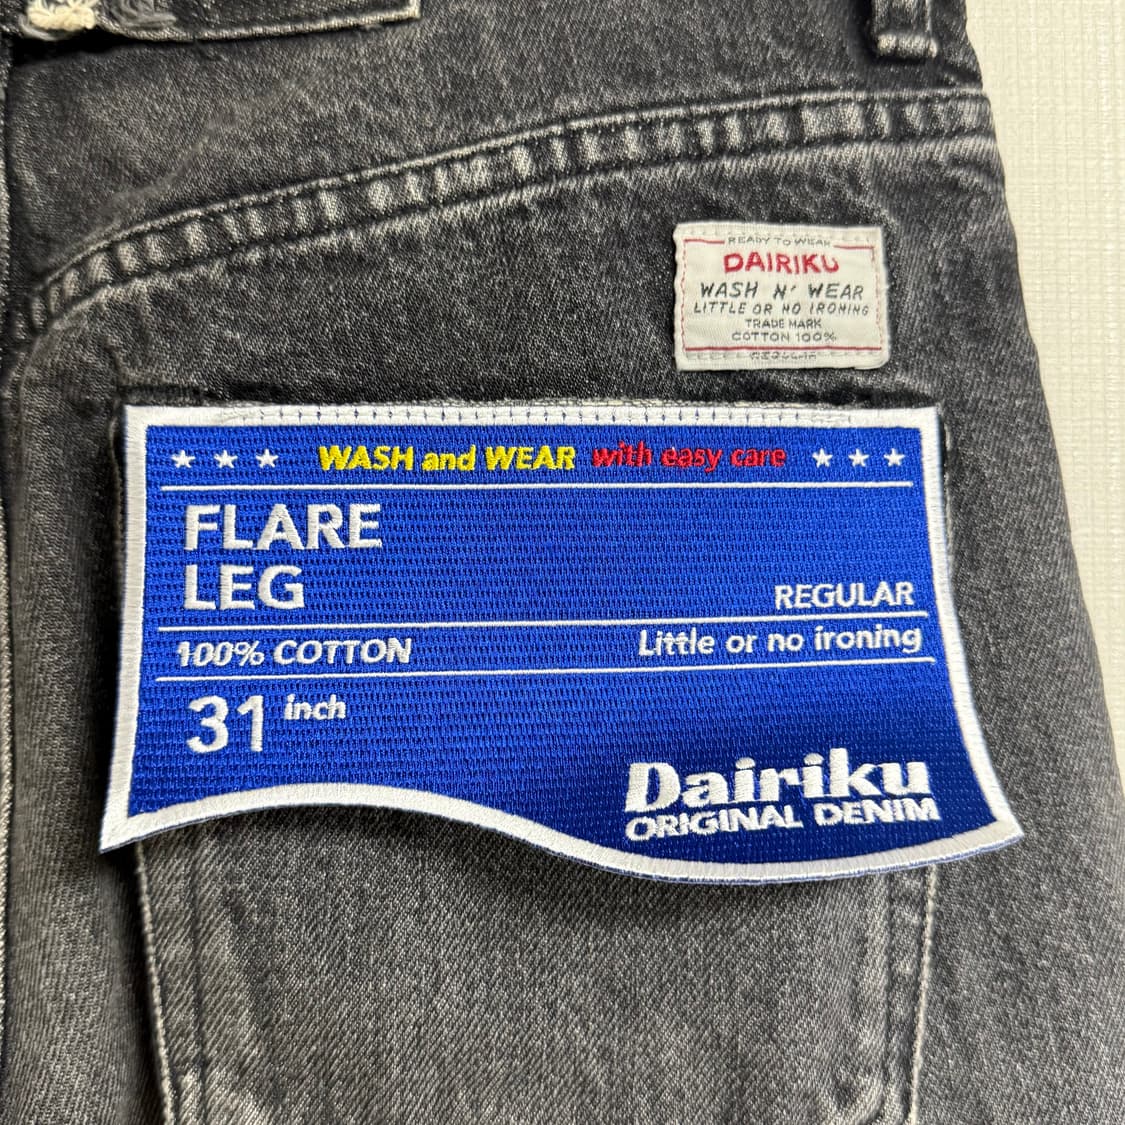 READY TO WEAR
DAIRIKU
WASH N' WEAR
LITTLE OR NO IRONING
TRADE MARK
COTTON 100%
REGULAR
WASH and WEAR with easy care
FLARE
LEG
REGULAR
100% COTTON Little or no ironing
31 inch
Dairiku
ORIGINAL DENIM